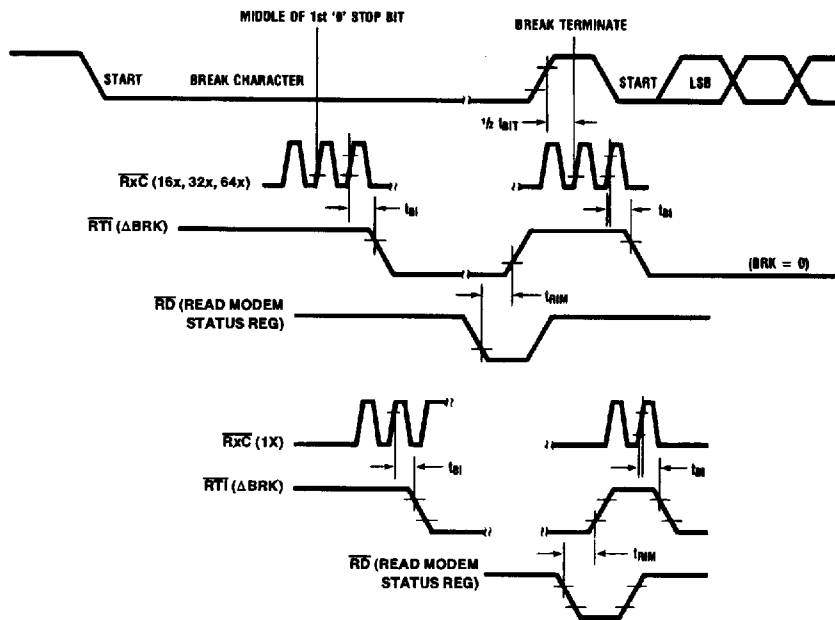 MIDDLE OF 1st '0' STOP BIT
BREAK TERMINATE
START BREAK CHARACTER START LSB
1/2 tBIT
RxC (16x, 32x, 64x)
tBI tBI
RTI (ΔBRK)
(BRK = 0)
tRIM
RD (READ MODEM
STATUS REG)
RxC (1X)
tBI tBI
RTI (ΔBRK)
tRIM
RD (READ MODEM
STATUS REG)